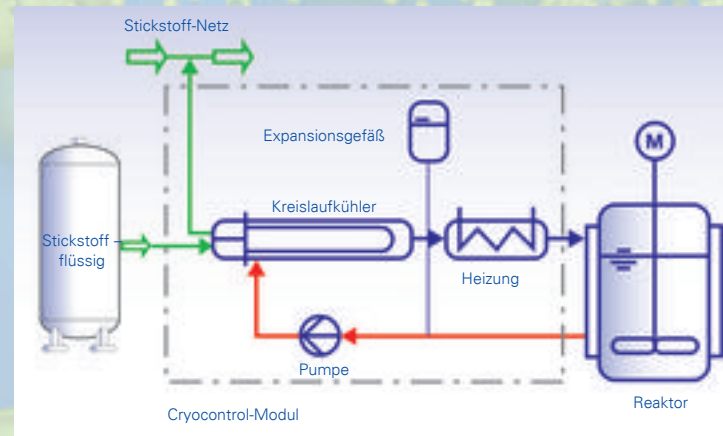 Stickstoff-Netz
Expansionsgefäß
M
Kreislaufkühler
Stickstoff
flüssig
Heizung
Pumpe
Reaktor
Cryocontrol-Modul